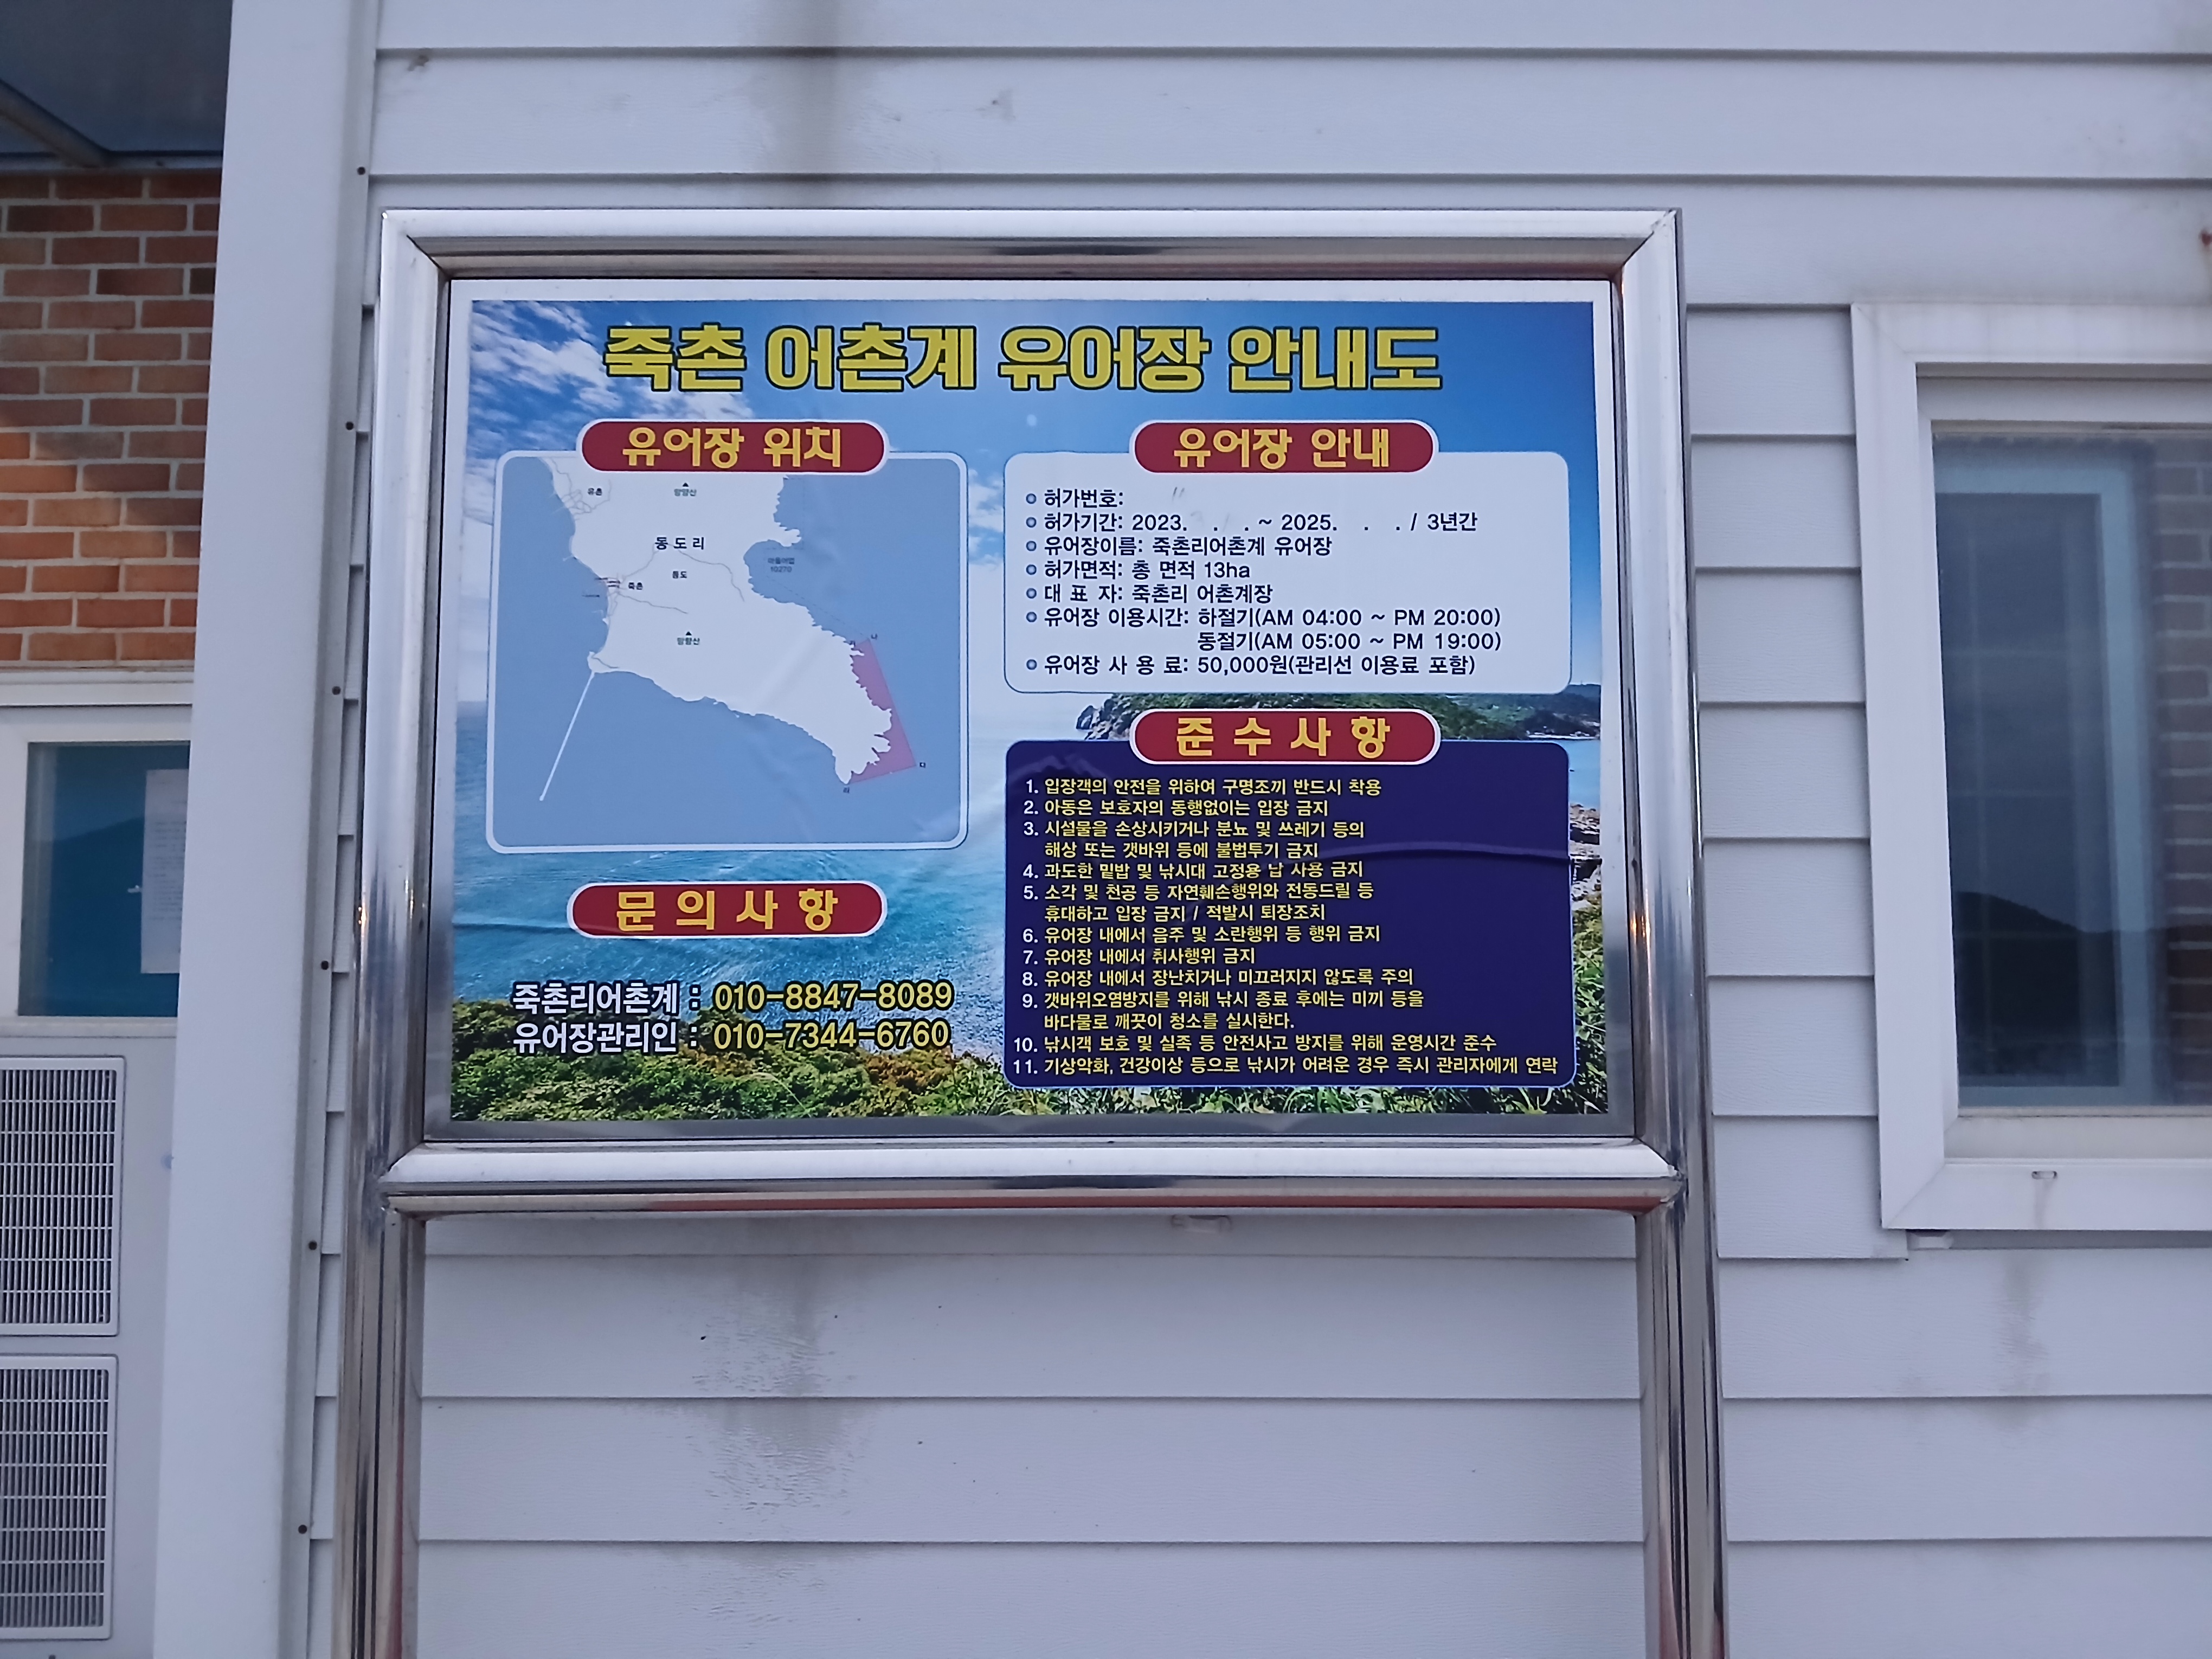 죽촌 어촌계 유어장 안내도
유어장 위치
유촌
망향산
동도리
동도
죽촌
망향산
나
다
라
문의사항
죽촌리어촌계 : 010-8847-8089
유어장관리인 : 010-7344-6760
유어장 안내
허가번호:
허가기간: 2023. . . ~ 2025. . . / 3년간
유어장이름: 죽촌리어촌계 유어장
허가면적: 총 면적 13ha
대 표 자: 죽촌리 어촌계장
유어장 이용시간: 하절기(AM 04:00 ~ PM 20:00)
동절기(AM 05:00 ~ PM 19:00)
유어장 사 용 료: 50,000원(관리선 이용료 포함)
준수사항
1. 입장객의 안전을 위하여 구명조끼 반드시 착용
2. 아동은 보호자의 동행없이는 입장 금지
3. 시설물을 손상시키거나 분뇨 및 쓰레기 등의
해상 또는 갯바위 등에 불법투기 금지
4. 과도한 밑밥 및 낚시대 고정용 납 사용 금지
5. 소각 및 천공 등 자연훼손행위와 전동드릴 등
휴대하고 입장 금지 / 적발시 퇴장조치
6. 유어장 내에서 음주 및 소란행위 등 행위 금지
7. 유어장 내에서 취사행위 금지
8. 유어장 내에서 장난치거나 미끄러지지 않도록 주의
9. 갯바위오염방지를 위해 낚시 종료 후에는 미끼 등을
바다물로 깨끗이 청소를 실시한다.
10. 낚시객 보호 및 실족 등 안전사고 방지를 위해 운영시간 준수
11. 기상악화, 건강이상 등으로 낚시가 어려운 경우 즉시 관리자에게 연락